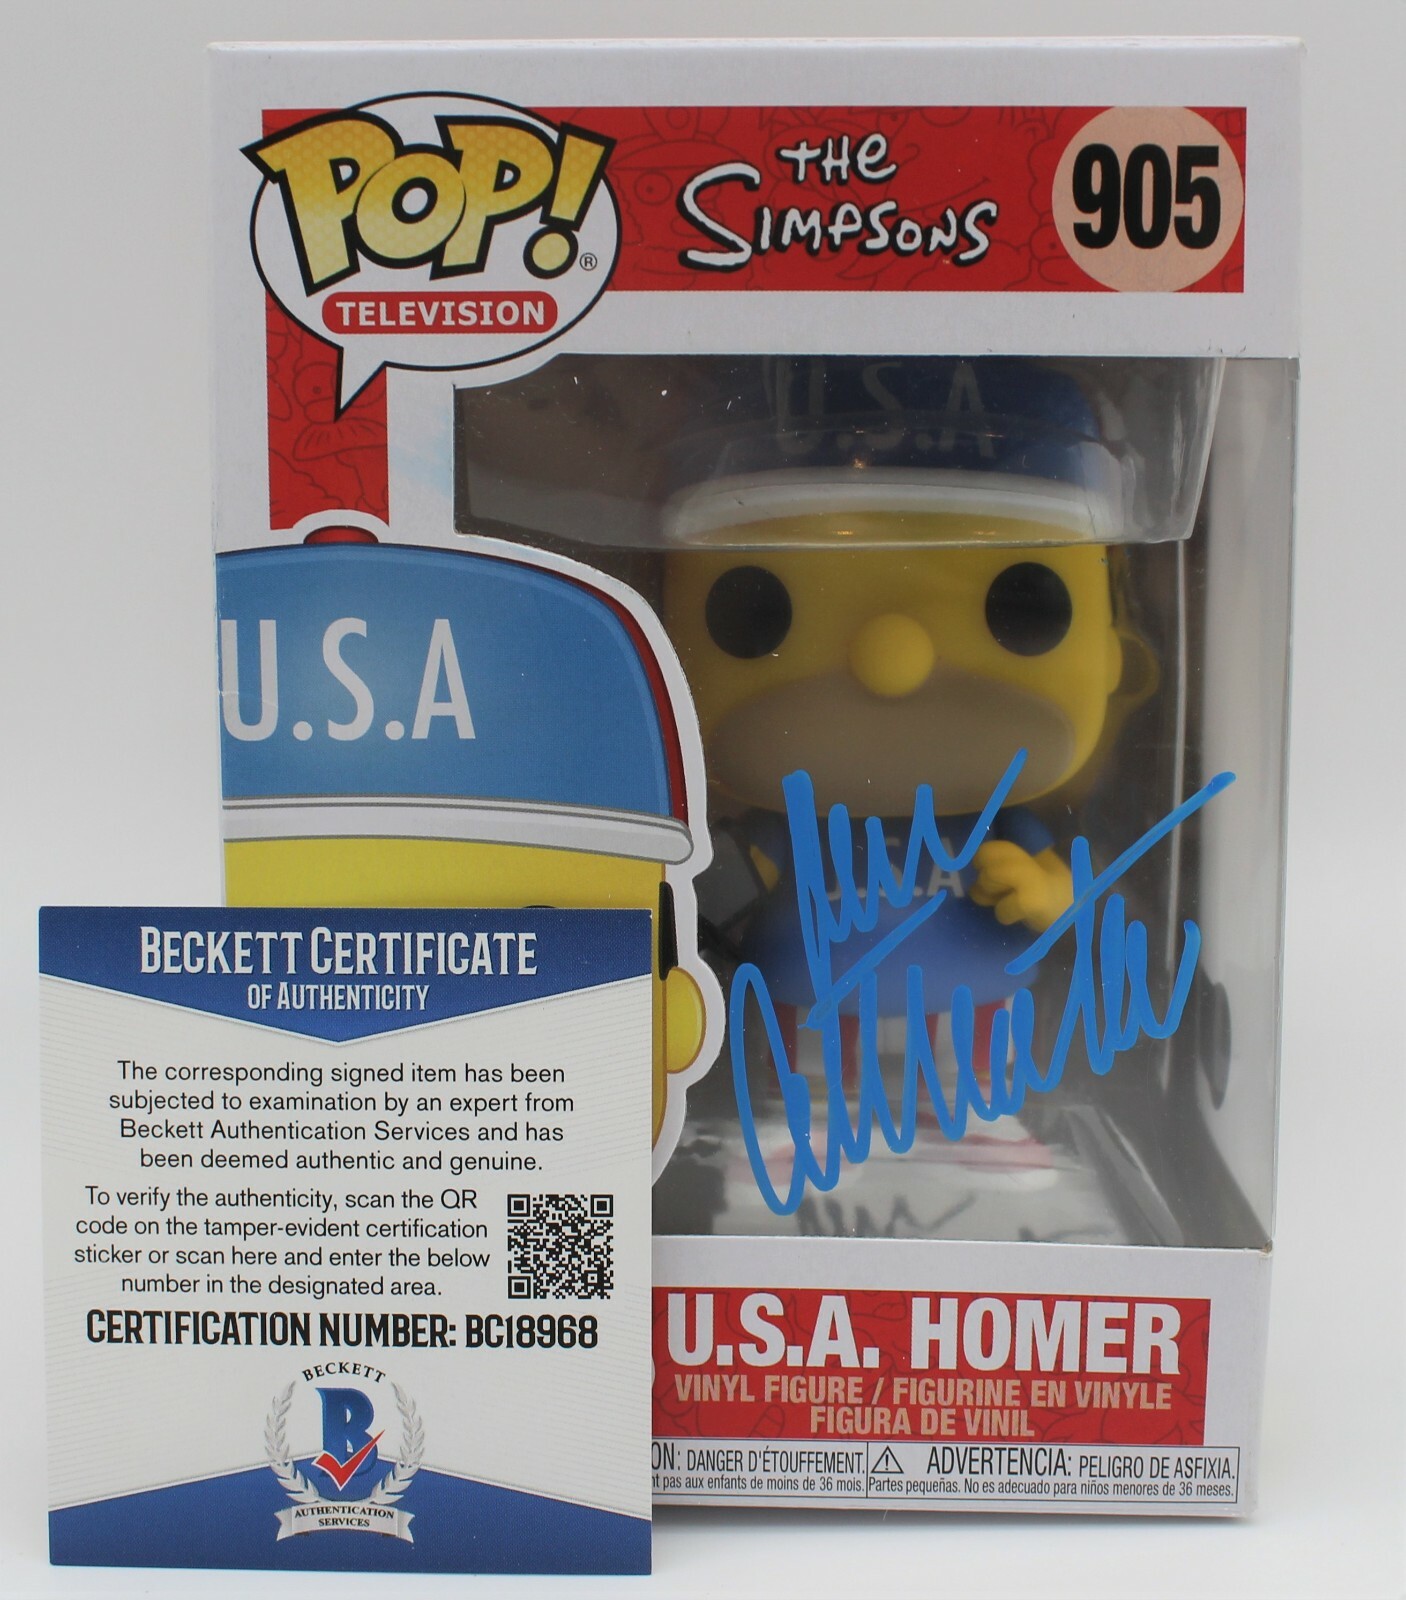 POP!®
TELEVISION
THE
SIMPSONS
905
U.S.A
U.S.A
U.S.A
BECKETT CERTIFICATE
OF AUTHENTICITY
The corresponding signed item has been
subjected to examination by an expert from
Beckett Authentication Services and has
been deemed authentic and genuine.
To verify the authenticity, scan the QR
code on the tamper-evident certification
sticker or scan here and enter the below
number in the designated area.
CERTIFICATION NUMBER: BC18968
BECKETT
B
AUTHENTICATION
SERVICES
U.S.A. HOMER
VINYL FIGURE / FIGURINE EN VINYLE
FIGURA DE VINIL
ON: DANGER D'ÉTOUFFEMENT.
t pas aux enfants de moins de 36 mois.
ADVERTENCIA: PELIGRO DE ASFIXIA.
Partes pequeñas. No es adecuado para niños menores de 36 meses.